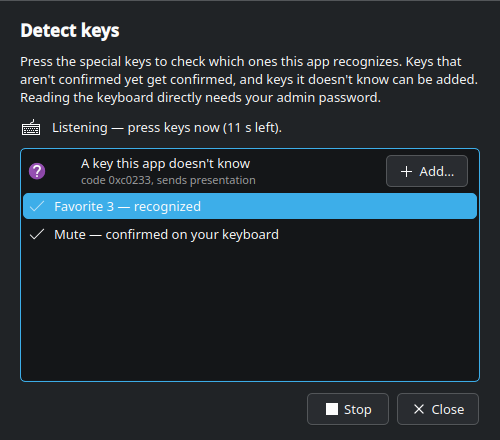 Detect keys
Press the special keys to check which ones this app recognizes. Keys that
aren't confirmed yet get confirmed, and keys it doesn't know can be added.
Reading the keyboard directly needs your admin password.
Listening — press keys now (11 s left).
A key this app doesn't know
code 0xc0233, sends presentation
Add...
Favorite 3 — recognized
Mute — confirmed on your keyboard
Stop
Close